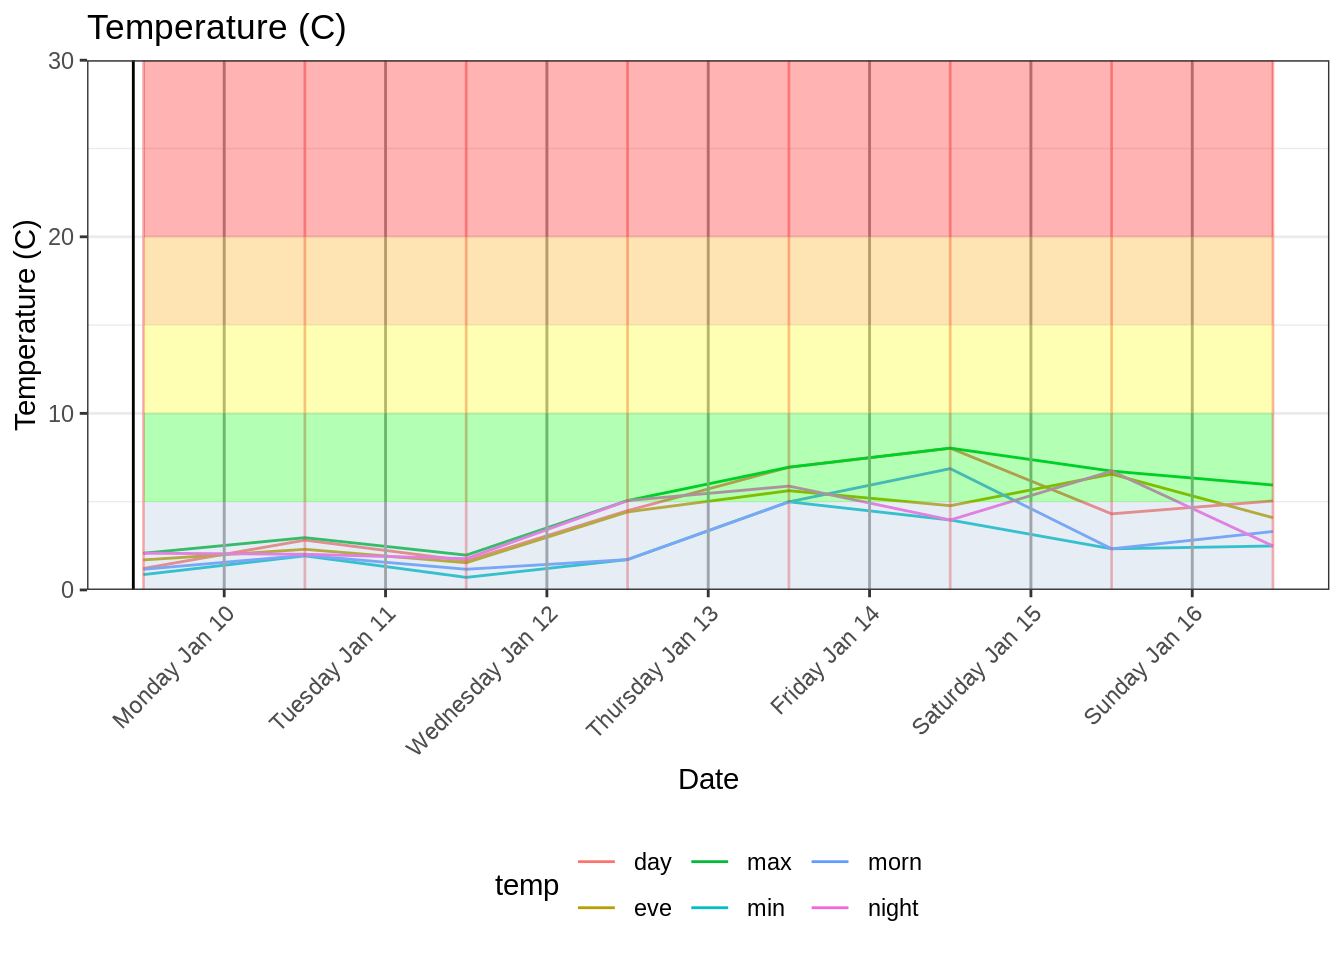 Temperature (C)
30
20
10
0
Temperature (C)
Monday Jan 10
Tuesday Jan 11
Wednesday Jan 12
Thursday Jan 13
Friday Jan 14
Saturday Jan 15
Sunday Jan 16
Date
temp
day
max
morn
eve
min
night